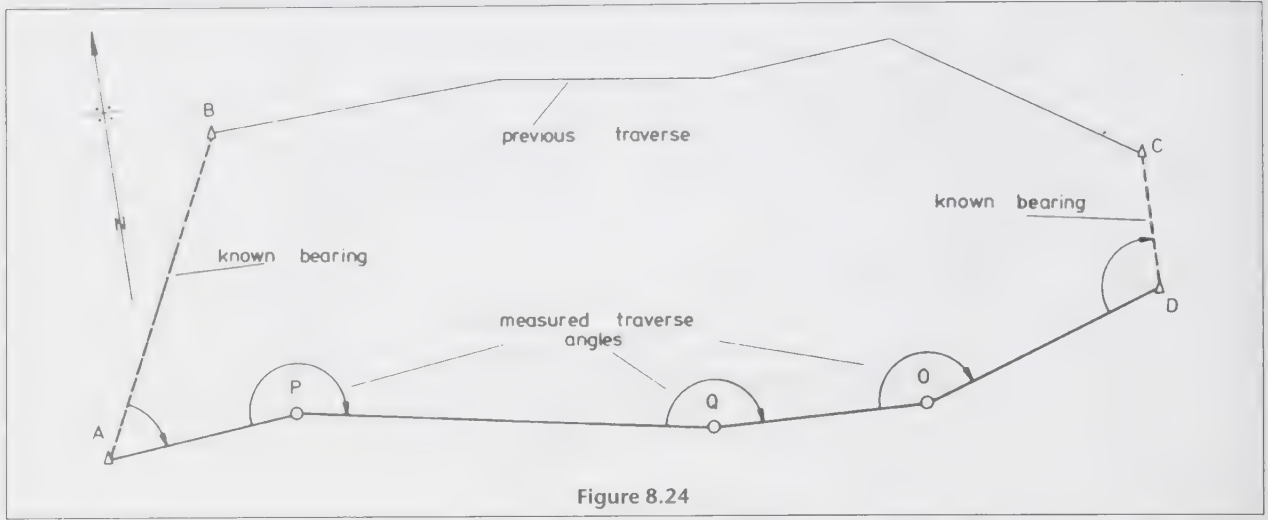 B
previous traverse
C
known bearing
N
known bearing
D
measured traverse
angles
P
O
Q
A
Figure 8.24